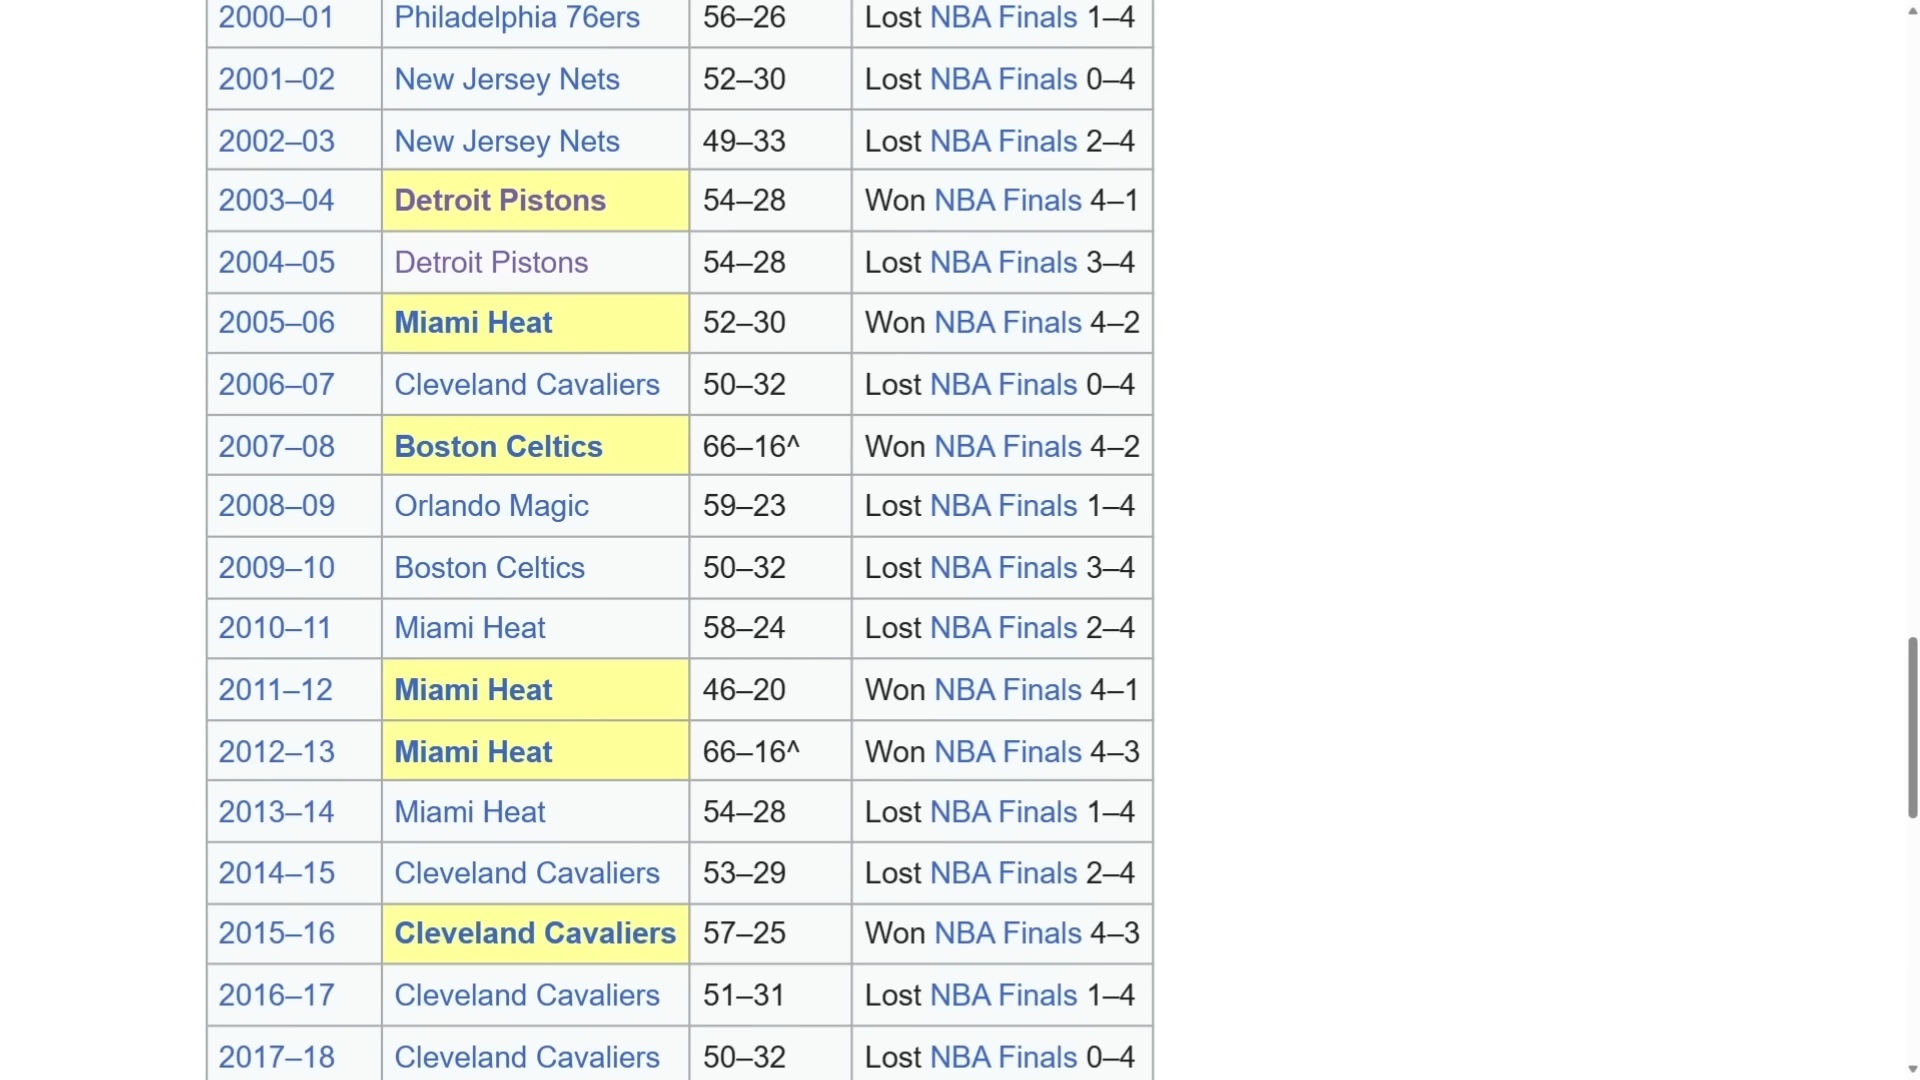 2000–01 Philadelphia 76ers 56–26 Lost NBA Finals 1–4
2001–02 New Jersey Nets 52–30 Lost NBA Finals 0–4
2002–03 New Jersey Nets 49–33 Lost NBA Finals 2–4
2003–04 Detroit Pistons 54–28 Won NBA Finals 4–1
2004–05 Detroit Pistons 54–28 Lost NBA Finals 3–4
2005–06 Miami Heat 52–30 Won NBA Finals 4–2
2006–07 Cleveland Cavaliers 50–32 Lost NBA Finals 0–4
2007–08 Boston Celtics 66–16^ Won NBA Finals 4–2
2008–09 Orlando Magic 59–23 Lost NBA Finals 1–4
2009–10 Boston Celtics 50–32 Lost NBA Finals 3–4
2010–11 Miami Heat 58–24 Lost NBA Finals 2–4
2011–12 Miami Heat 46–20 Won NBA Finals 4–1
2012–13 Miami Heat 66–16^ Won NBA Finals 4–3
2013–14 Miami Heat 54–28 Lost NBA Finals 1–4
2014–15 Cleveland Cavaliers 53–29 Lost NBA Finals 2–4
2015–16 Cleveland Cavaliers 57–25 Won NBA Finals 4–3
2016–17 Cleveland Cavaliers 51–31 Lost NBA Finals 1–4
2017–18 Cleveland Cavaliers 50–32 Lost NBA Finals 0–4